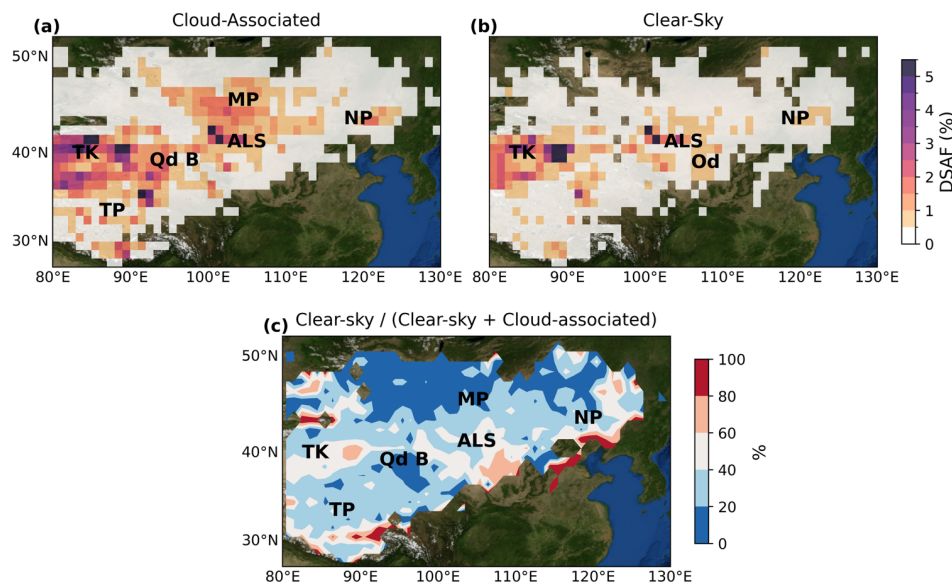 (a) Cloud-Associated
50°N
40°N
30°N
MP
NP
ALS
TK
Qd B
TP
80°E 90°E 100°E 110°E 120°E 130°E
(b) Clear-Sky
NP
ALS
TK
Od
80°E 90°E 100°E 110°E 120°E 130°E
5
4
3
2
1
0
DSAF (%)
(c) Clear-sky / (Clear-sky + Cloud-associated)
50°N
40°N
30°N
MP
NP
ALS
TK
Qd B
TP
80°E 90°E 100°E 110°E 120°E 130°E
100
80
60
40
20
0
%